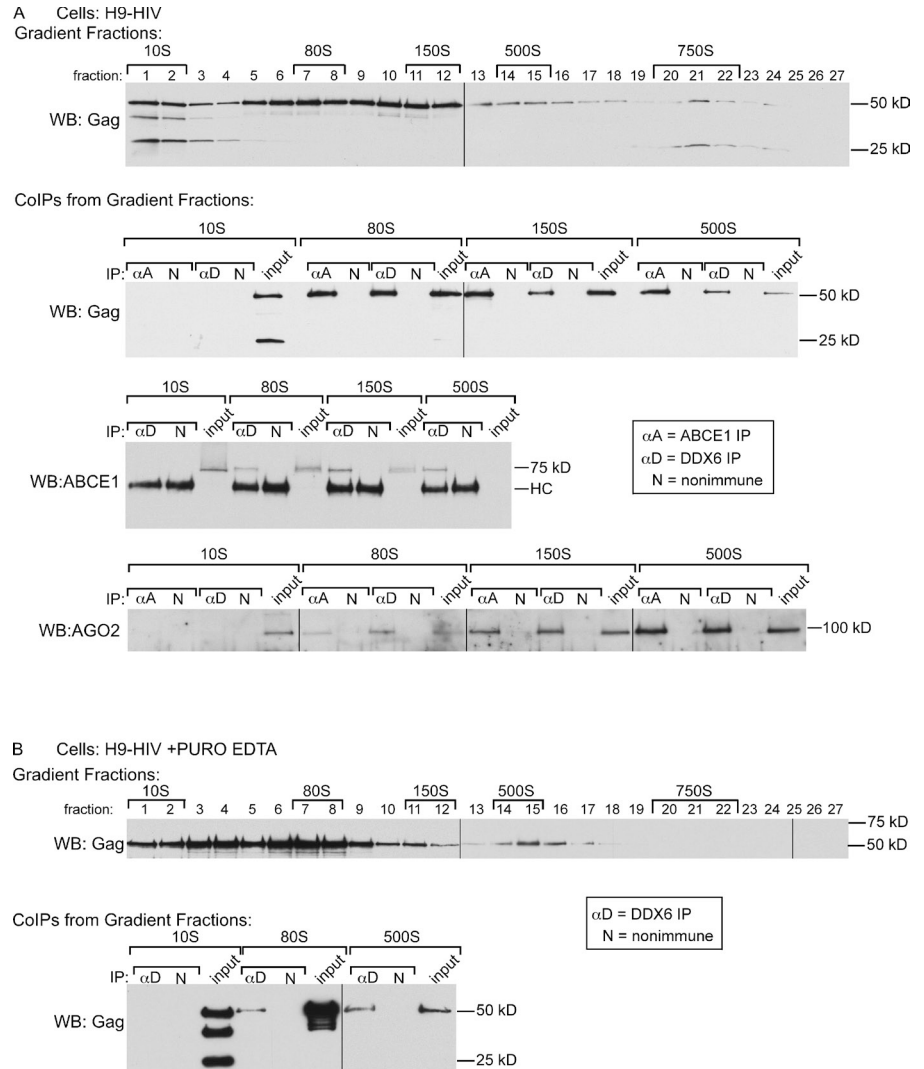 A Cells: H9-HIV
Gradient Fractions:
10S 80S 150S 500S 750S
fraction: 1 2 3 4 5 6 7 8 9 10 11 12 13 14 15 16 17 18 19 20 21 22 23 24 25 26 27
WB: Gag
50 kD
25 kD
CoIPs from Gradient Fractions:
10S 80S 150S 500S
IP: αA N αD N input αA N αD N input αA N αD N input αA N αD N input
WB: Gag
50 kD
25 kD
10S 80S 150S 500S
IP: αD N input αD N input αD N input αD N input
WB:ABCE1
75 kD
HC
αA = ABCE1 IP
αD = DDX6 IP
N = nonimmune
10S 80S 150S 500S
IP: αA N αD N input αA N αD N input αA N αD N input αA N αD N input
WB:AGO2
100 kD
B Cells: H9-HIV +PURO EDTA
Gradient Fractions:
10S 80S 150S 500S 750S
fraction: 1 2 3 4 5 6 7 8 9 10 11 12 13 14 15 16 17 18 19 20 21 22 23 24 25 26 27
WB: Gag
75 kD
50 kD
CoIPs from Gradient Fractions:
10S 80S 500S
IP: αD N input αD N input αD N input
WB: Gag
50 kD
25 kD
αD = DDX6 IP
N = nonimmune